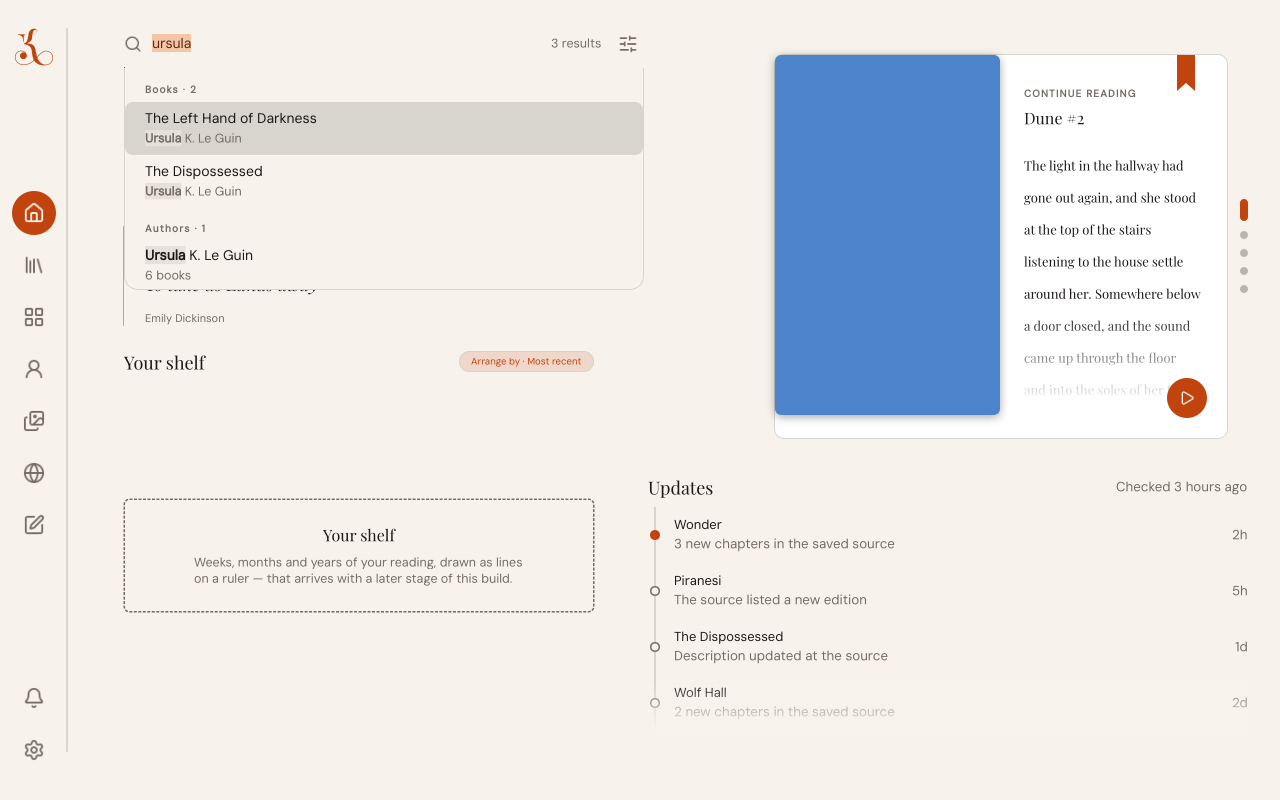 ursula
3 results
Books · 2
The Left Hand of Darkness
Ursula K. Le Guin
The Dispossessed
Ursula K. Le Guin
Authors · 1
Ursula K. Le Guin
6 books
Emily Dickinson
Your shelf
Arrange by · Most recent
Your shelf
Weeks, months and years of your reading, drawn as lines
on a ruler — that arrives with a later stage of this build.
CONTINUE READING
Dune #2
The light in the hallway had
gone out again, and she stood
at the top of the stairs
listening to the house settle
around her. Somewhere below
a door closed, and the sound
came up through the floor
and into the soles of her
Updates
Checked 3 hours ago
Wonder
2h
3 new chapters in the saved source
Piranesi
5h
The source listed a new edition
The Dispossessed
1d
Description updated at the source
Wolf Hall
2d
2 new chapters in the saved source